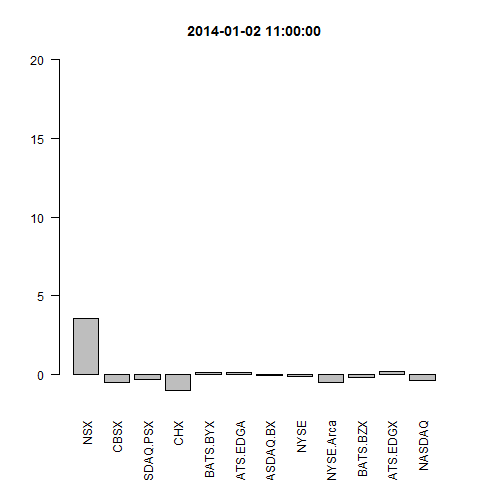 2014-01-02 11:00:00
20
15
10
5
0
NSX
CBSX
SDAQ.PSX
CHX
BATS.BYX
ATS.EDGA
ASDAQ.BX
NYSE
NYSE.Arca
BATS.BZX
ATS.EDGX
NASDAQ